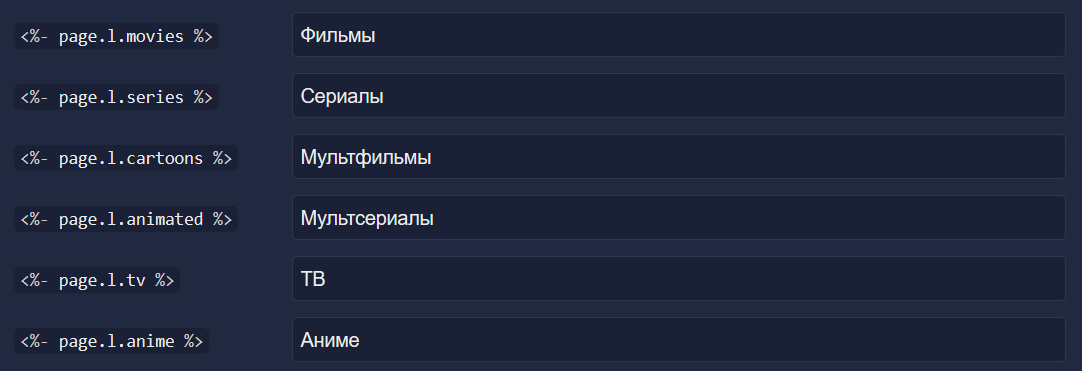 <%- page.l.movies %> Фильмы
<%- page.l.series %> Сериалы
<%- page.l.cartoons %> Мультфильмы
<%- page.l.animated %> Мультсериалы
<%- page.l.tv %> ТВ
<%- page.l.anime %> Аниме